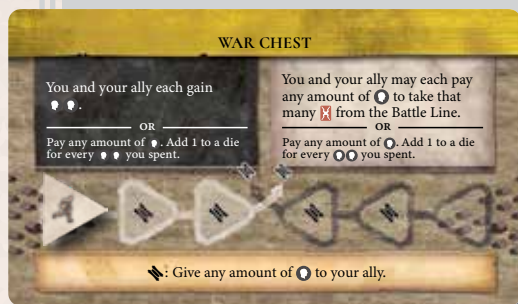 WAR CHEST
You and your ally each gain
.
OR
Pay any amount of . Add 1 to a die
for every you spent.
You and your ally may each pay
any amount of to take that
many from the Battle Line.
OR
Pay any amount of . Add 1 to a die
for every you spent.
: Give any amount of to your ally.